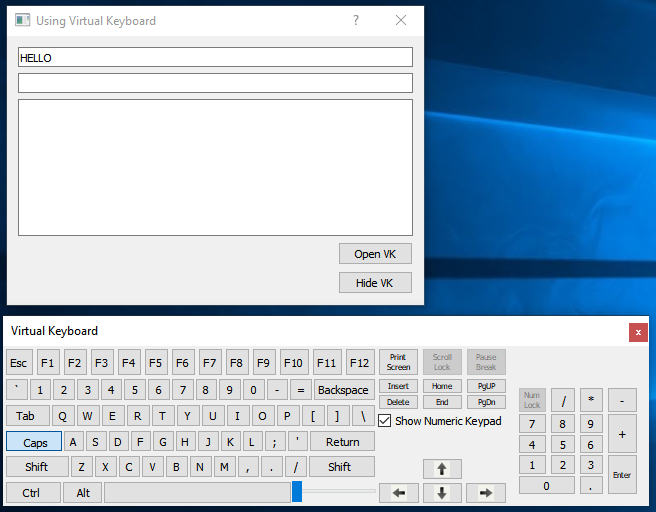 Using Virtual Keyboard ?
HELLO
Open VK
Hide VK
Virtual Keyboard x
Esc F1 F2 F3 F4 F5 F6 F7 F8 F9 F10 F11 F12 Print Screen Scroll Lock Pause Break
` 1 2 3 4 5 6 7 8 9 0 - = Backspace Insert Home PgUP
Delete End PgDn
Num Lock / * -
Tab Q W E R T Y U I O P [ ] \ Show Numeric Keypad
7 8 9 +
Caps A S D F G H J K L ; ' Return
4 5 6
Shift Z X C V B N M , . / Shift
1 2 3 Enter
Ctrl Alt
0 .